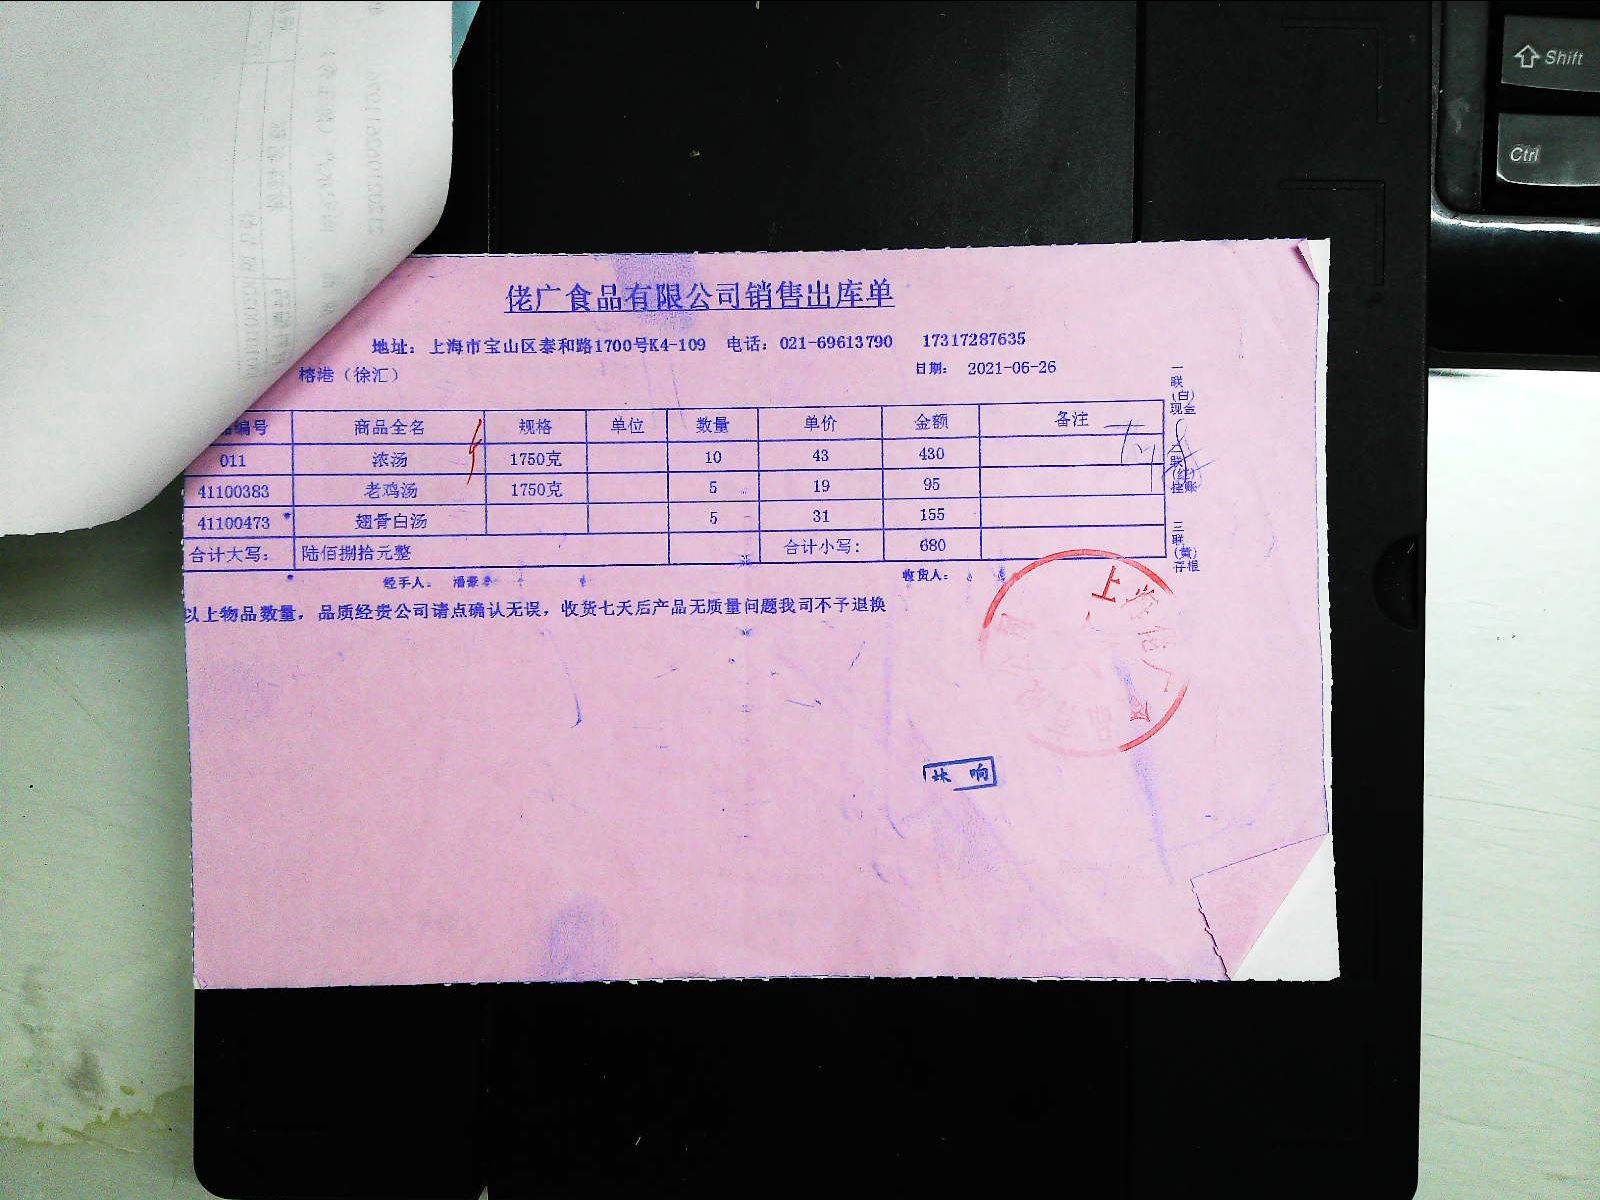 佬广食品有限公司销售出库单
地址：上海市宝山区泰和路1700号K4-109 电话：021-69613790 17317287635
榕港（徐汇） 日期： 2021-06-26
编号 商品全名 规格 单位 数量 单价 金额 备注
011 浓汤 1750克 10 43 430
41100383 老鸡汤 1750克 5 19 95
41100473 翅骨白汤 5 31 155
合计大写： 陆佰捌拾元整 合计小写： 680
经手人： 收货人：
以上物品数量，品质经贵公司请点确认无误，收货七天后产品无质量问题我司不予退换
一联(白)现金
二联(红)挂账
三联(黄)存根
上海佬广
响
Shift
Ctrl